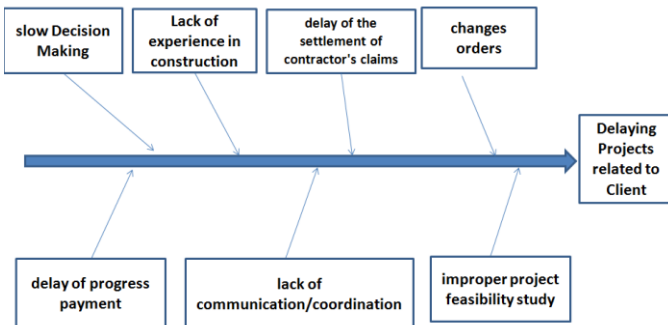 slow Decision
Making
Lack of
experience in
construction
delay of the
settlement of
contractor's claims
changes
orders
Delaying
Projects
related to
Client
delay of progress
payment
lack of
communication/coordination
improper project
feasibility study